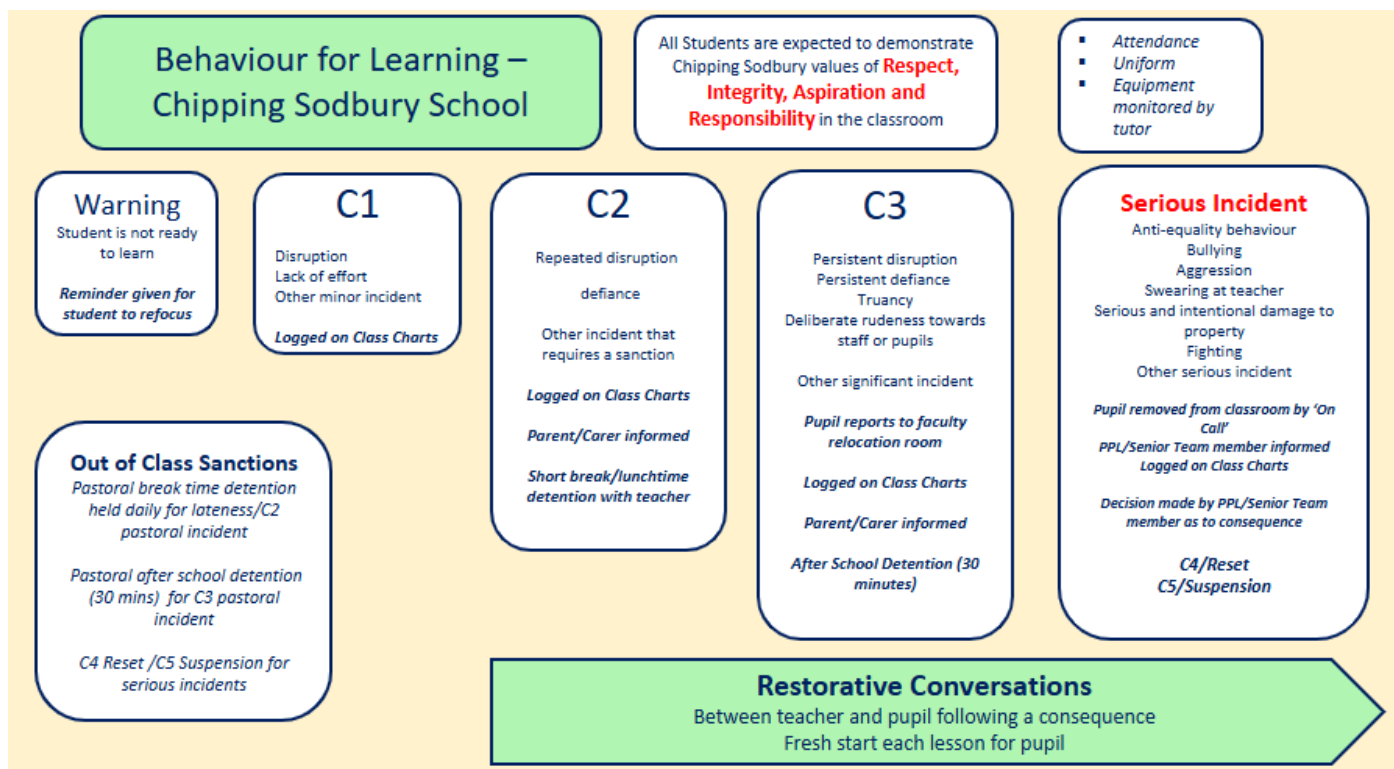 Behaviour for Learning –
Chipping Sodbury School
All Students are expected to demonstrate
Chipping Sodbury values of Respect,
Integrity, Aspiration and
Responsibility in the classroom
▪ Attendance
▪ Uniform
▪ Equipment
monitored by
tutor
Warning
Student is not ready
to learn
Reminder given for
student to refocus
C1
Disruption
Lack of effort
Other minor incident
Logged on Class Charts
C2
Repeated disruption
defiance
Other incident that
requires a sanction
Logged on Class Charts
Parent/Carer informed
Short break/lunchtime
detention with teacher
C3
Persistent disruption
Persistent defiance
Truancy
Deliberate rudeness towards
staff or pupils
Other significant incident
Pupil reports to faculty
relocation room
Logged on Class Charts
Parent/Carer informed
After School Detention (30
minutes)
Serious Incident
Anti-equality behaviour
Bullying
Aggression
Swearing at teacher
Serious and intentional damage to
property
Fighting
Other serious incident
Pupil removed from classroom by ‘On
Call’
PPL/Senior Team member informed
Logged on Class Charts
Decision made by PPL/Senior Team
member as to consequence
C4/Reset
C5/Suspension
Out of Class Sanctions
Pastoral break time detention
held daily for lateness/C2
pastoral incident
Pastoral after school detention
(30 mins) for C3 pastoral
incident
C4 Reset /C5 Suspension for
serious incidents
Restorative Conversations
Between teacher and pupil following a consequence
Fresh start each lesson for pupil